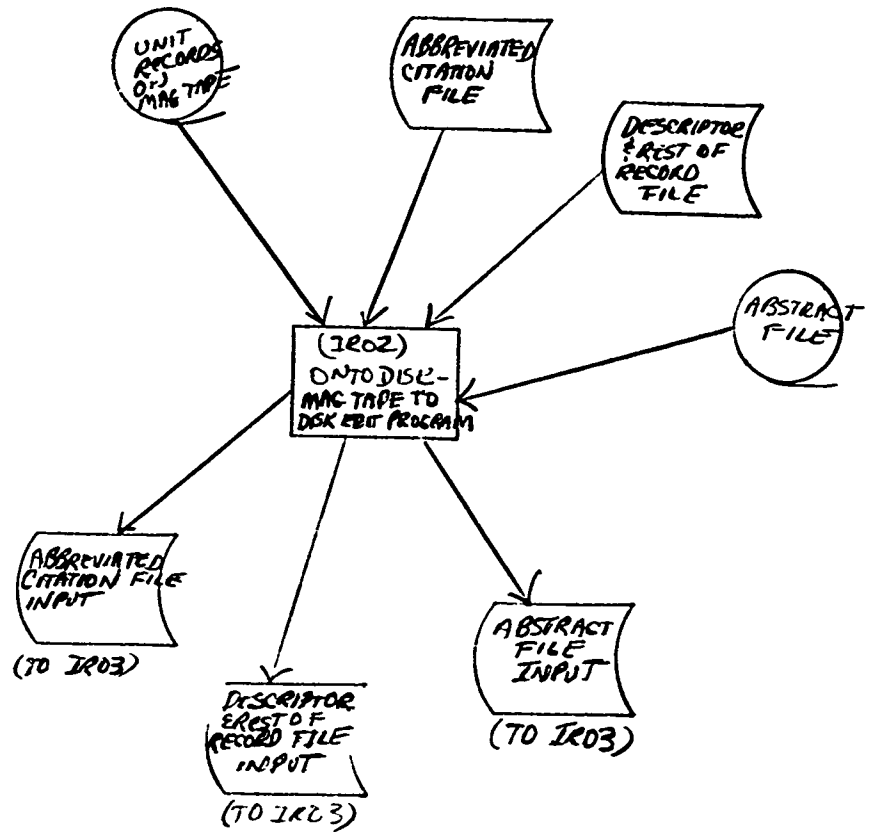 UNIT
RECORDS
ON
MAG TAPE
ABBREVIATED
CITATION
FILE
DESCRIPTOR
& REST OF
RECORD
FILE
ABSTRACT
FILE
(IR02)
ONTO DISC-
MAG TAPE TO
DISK EDIT PROGRAM
ABBREVIATED
CITATION FILE
INPUT
(TO IR03)
DESCRIPTOR
& REST OF
RECORD FILE
INPUT
(TO IR03)
ABSTRACT
FILE
INPUT
(TO IR03)